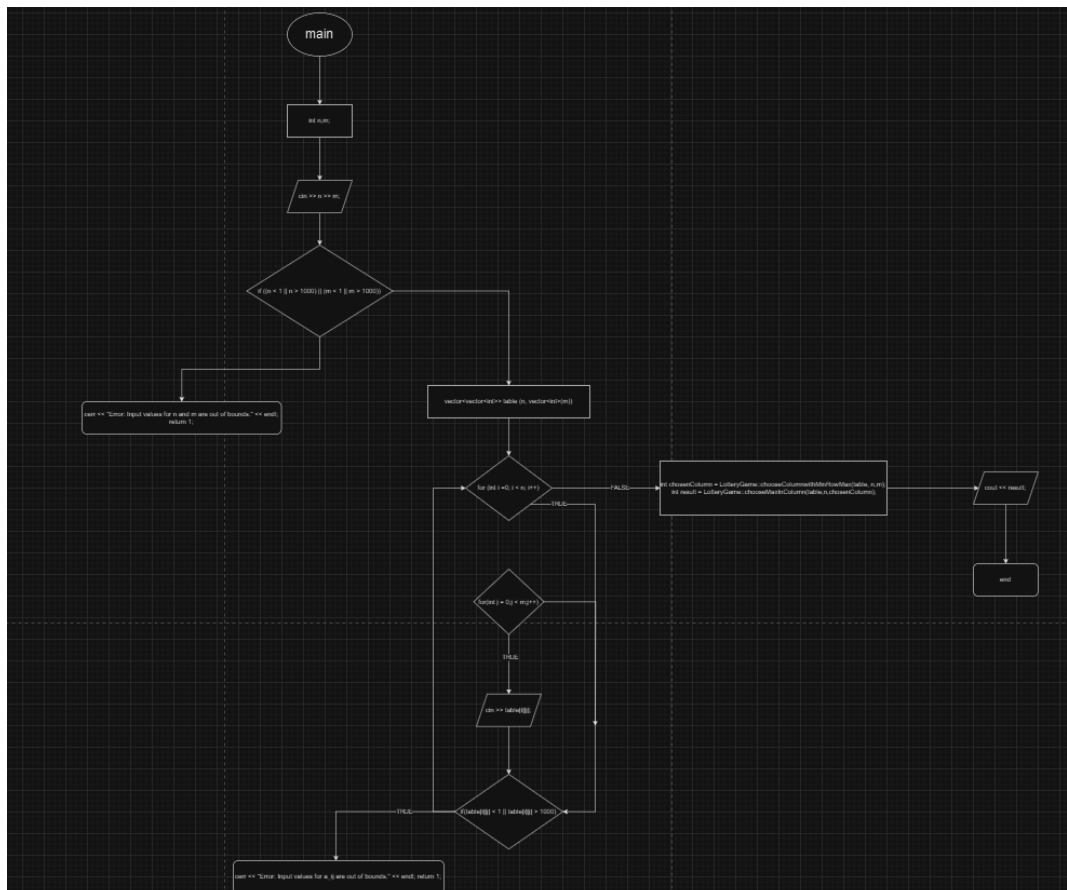 main
int n,m;
cin >> n >> m;
if ((n < 1 || n > 1000) || (m < 1 || m > 1000))
cerr << "Error: Input values for n and m are out of bounds." << endl;
return 1;
vector<vector<int>> table (n, vector<int>(m))
for (int i =0; i < n; i++)
FALSE
int chosenColumn = LotteryGame::chooseColumnwithMinRowMax(table, n,m);
int result = LotteryGame::chooseMaxInColumn(table,n,chosenColumn);
cout << result;
TRUE
end
for(int j = 0;j < m;j++)
TRUE
cin >> table[i][j];
if(table[i][j] < 1 || table[i][j] > 1000)
TRUE
cerr << "Error: Input values for a_ij are out of bounds." << endl; return 1;